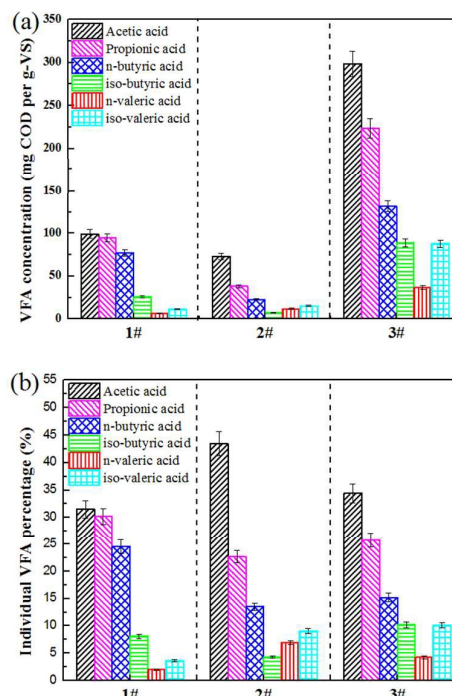 (a)
350
300
250
200
150
100
50
0
VFA concentration (mg COD per g-VS)
Acetic acid
Propionic acid
n-butyric acid
iso-butyric acid
n-valeric acid
iso-valeric acid
1# 2# 3#
(b)
55
50
45
40
35
30
25
20
15
10
5
0
Individual VFA percentage (%)
Acetic acid
Propionic acid
n-butyric acid
iso-butyric acid
n-valeric acid
iso-valeric acid
1# 2# 3#